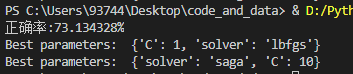 PS C:\Users\93744\Desktop\code_and_data> & D:/Pyth
正确率:73.134328%
Best parameters:  {'C': 1, 'solver': 'lbfgs'}
Best parameters:  {'solver': 'saga', 'C': 10}